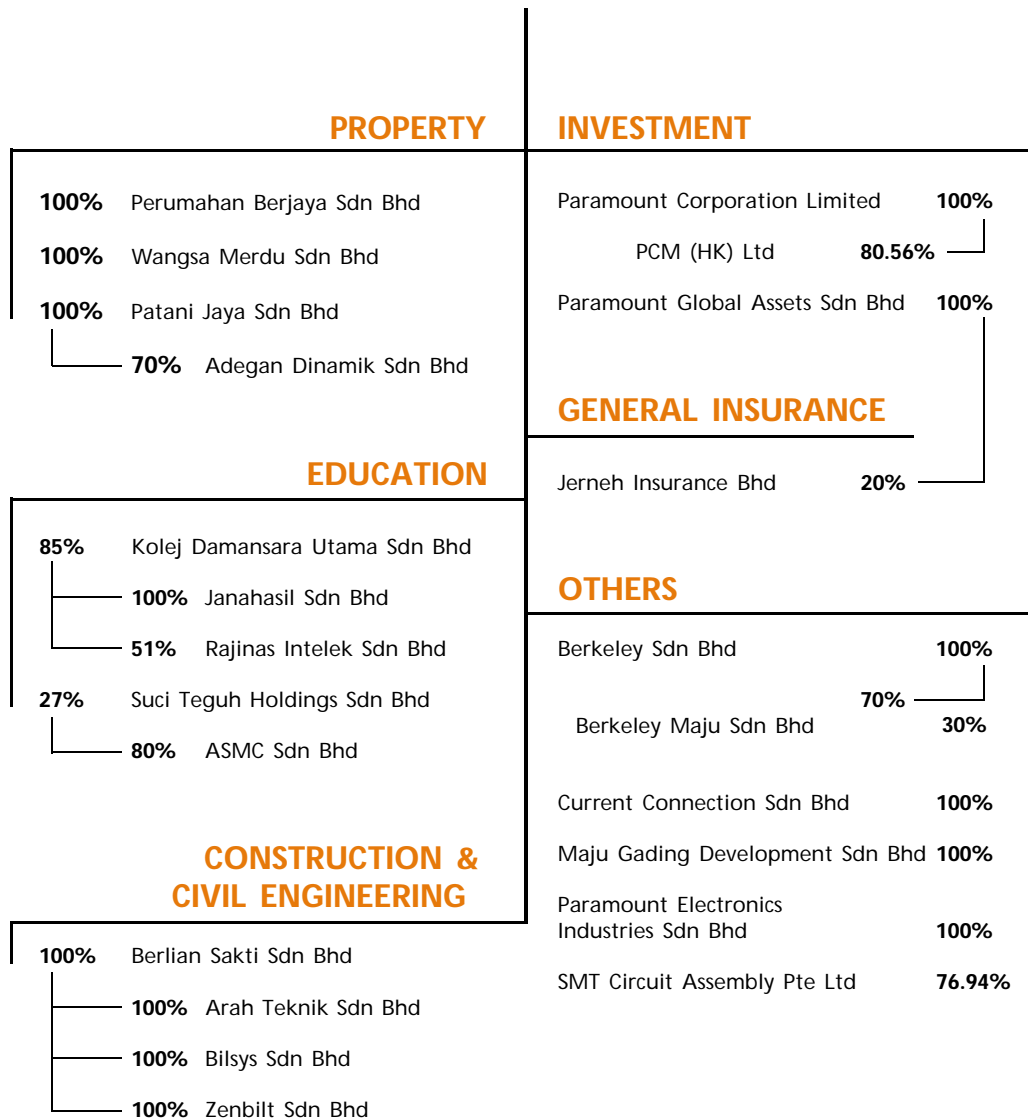 PROPERTY
100% Perumahan Berjaya Sdn Bhd
100% Wangsa Merdu Sdn Bhd
100% Patani Jaya Sdn Bhd
70% Adegan Dinamik Sdn Bhd
EDUCATION
85% Kolej Damansara Utama Sdn Bhd
100% Janahasil Sdn Bhd
51% Rajinas Intelek Sdn Bhd
27% Suci Teguh Holdings Sdn Bhd
80% ASMC Sdn Bhd
CONSTRUCTION &
CIVIL ENGINEERING
100% Berlian Sakti Sdn Bhd
100% Arah Teknik Sdn Bhd
100% Bilsys Sdn Bhd
100% Zenbilt Sdn Bhd
INVESTMENT
Paramount Corporation Limited 100%
PCM (HK) Ltd 80.56%
Paramount Global Assets Sdn Bhd 100%
GENERAL INSURANCE
Jerneh Insurance Bhd 20%
OTHERS
Berkeley Sdn Bhd 100%
70%
Berkeley Maju Sdn Bhd 30%
Current Connection Sdn Bhd 100%
Maju Gading Development Sdn Bhd 100%
Paramount Electronics
Industries Sdn Bhd 100%
SMT Circuit Assembly Pte Ltd 76.94%